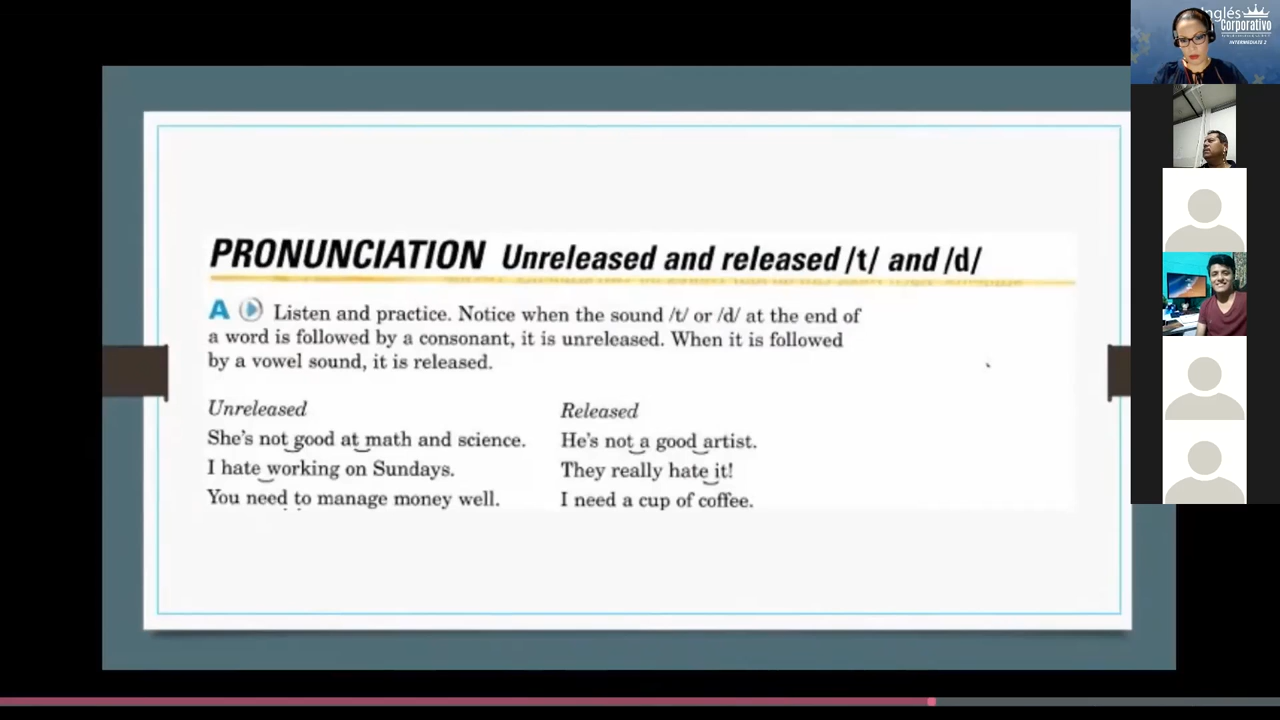 Inglés
Corporativo
INTERMEDIATE 2
PRONUNCIATION Unreleased and released /t/ and /d/
A Listen and practice. Notice when the sound /t/ or /d/ at the end of
a word is followed by a consonant, it is unreleased. When it is followed
by a vowel sound, it is released.
Unreleased
She's not good at math and science.
I hate working on Sundays.
You need to manage money well.
Released
He's not a good artist.
They really hate it!
I need a cup of coffee.